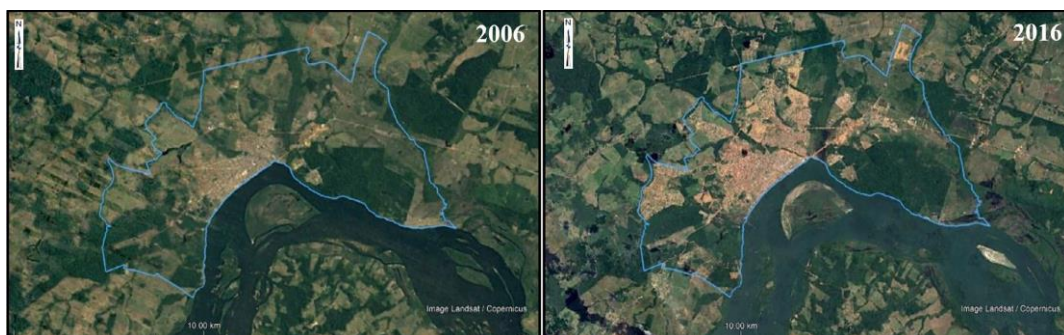 N
2006
Image Landsat / Copernicus
10.00 km
N
2016
Image Landsat / Copernicus
10.00 km